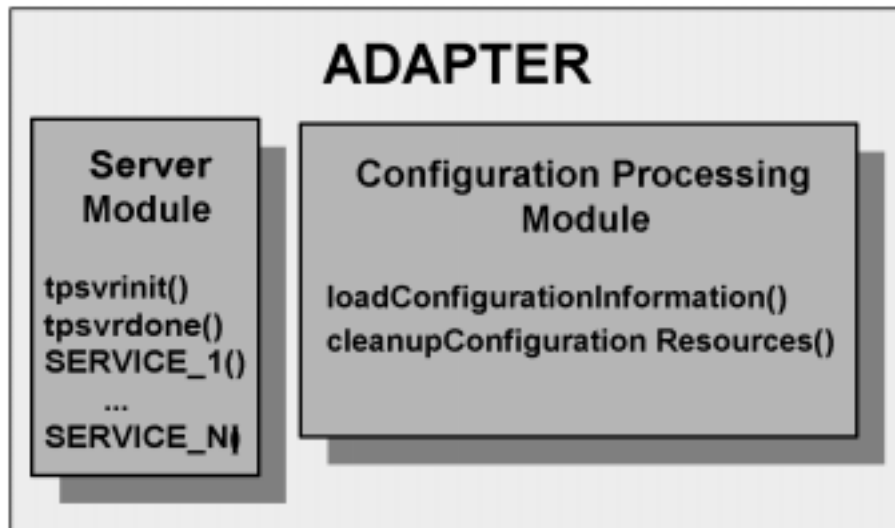 ADAPTER
Server
Module
tpsvrinit()
tpsvrdone()
SERVICE_1()
...
SERVICE_N()
Configuration Processing
Module
loadConfigurationInformation()
cleanupConfiguration Resources()